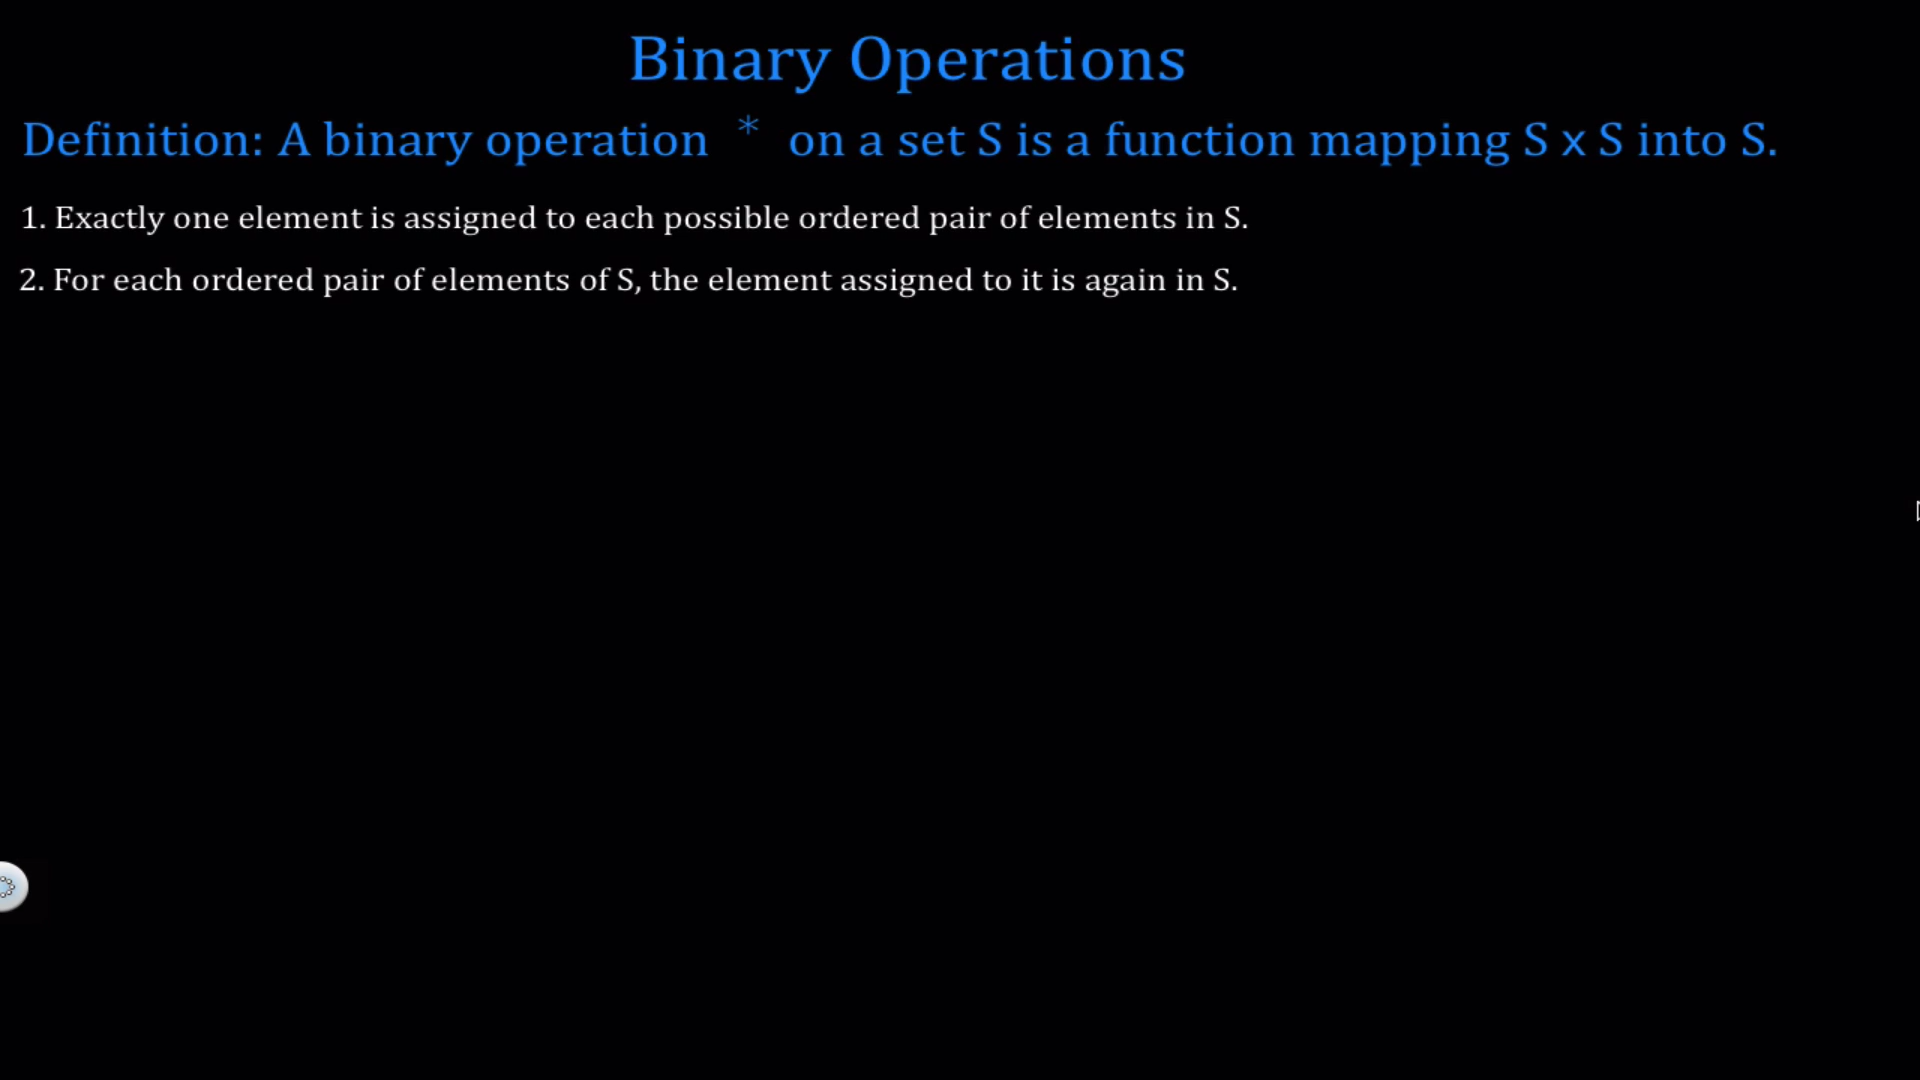 Binary Operations
Definition: A binary operation * on a set S is a function mapping S x S into S.
1. Exactly one element is assigned to each possible ordered pair of elements in S.
2. For each ordered pair of elements of S, the element assigned to it is again in S.